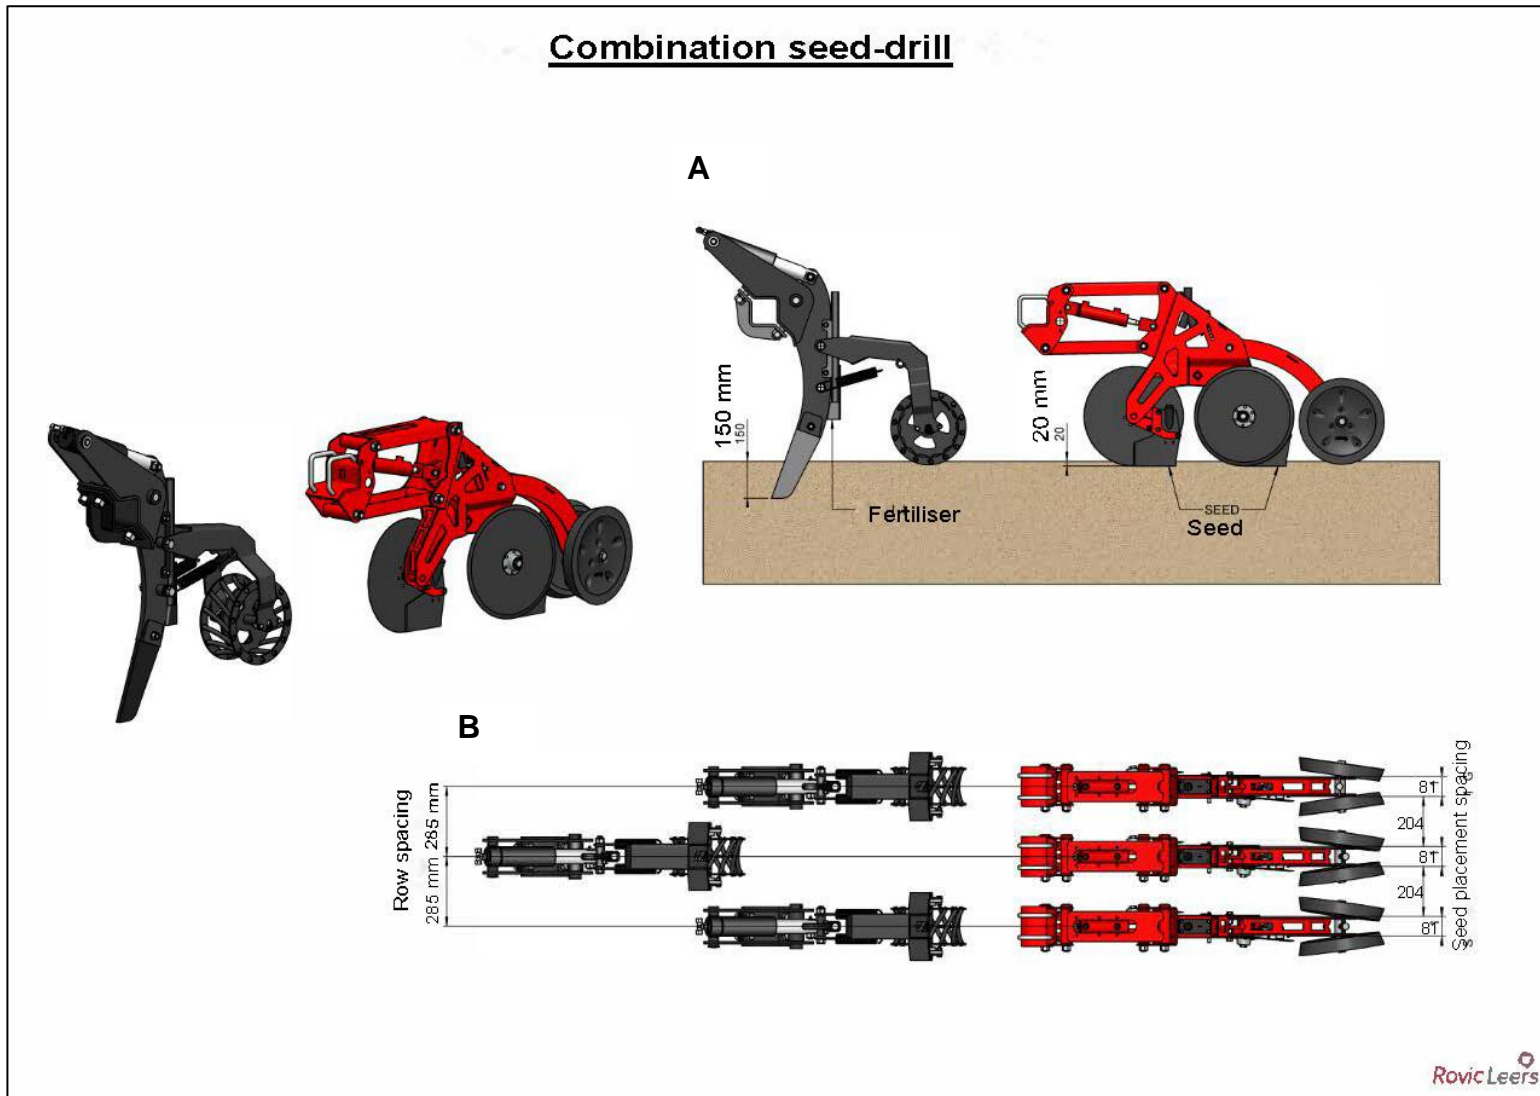 Combination seed-drill
A
150 mm
150
20 mm
20
Fertiliser
SEED
Seed
B
Row spacing
285 mm
285 mm
81
204
81
204
81
Seed placement spacing
Rovic Leers